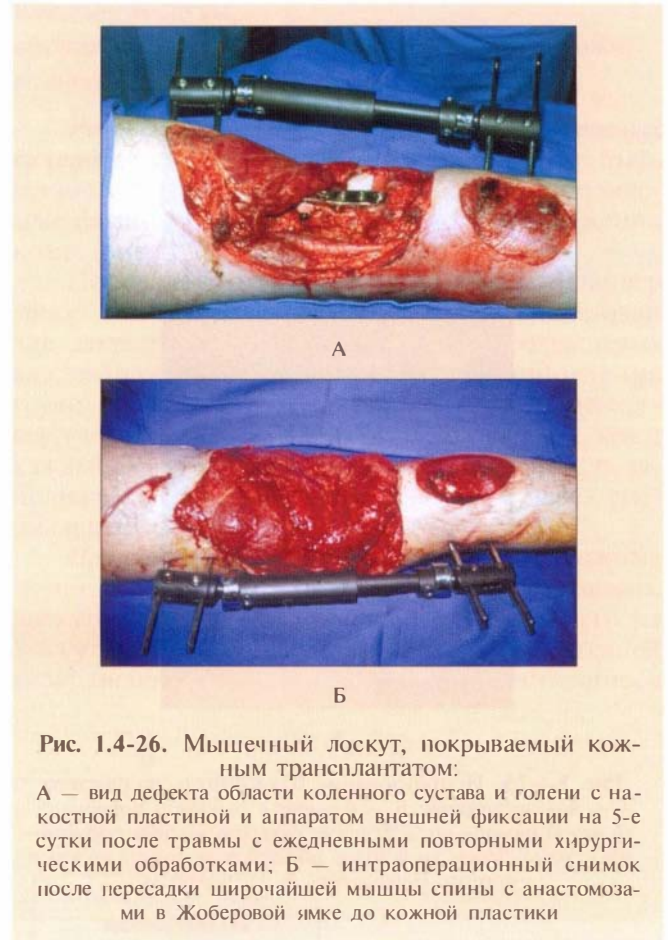 А
Б
Рис. 1.4-26. Мышечный лоскут, покрываемый кож-
ным трансплантатом:
А — вид дефекта области коленного сустава и голени с на-
костной пластиной и аппаратом внешней фиксации на 5-е
сутки после травмы с ежедневными повторными хирурги-
ческими обработками; Б — интраоперационный снимок
после пересадки широчайшей мышцы спины с анастомоза-
ми в Жоберовой ямке до кожной пластики